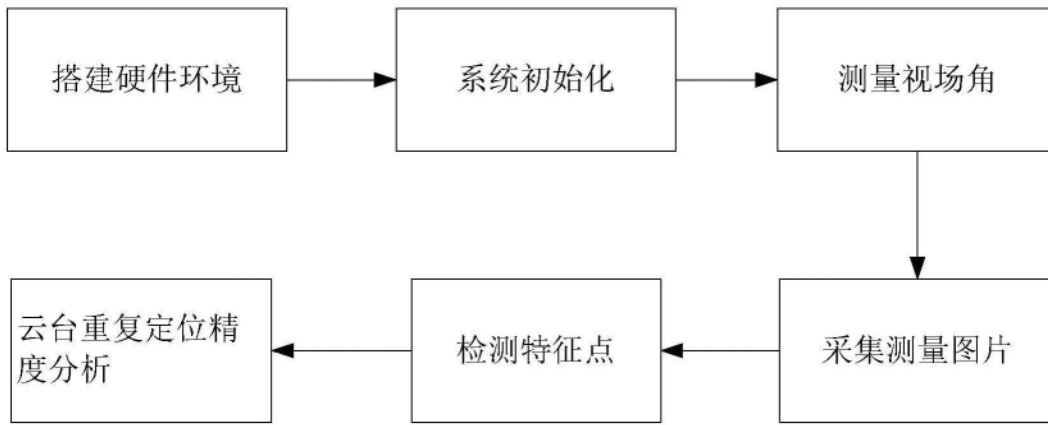 搭建硬件环境
系统初始化
测量视场角
采集测量图片
检测特征点
云台重复定位精
度分析